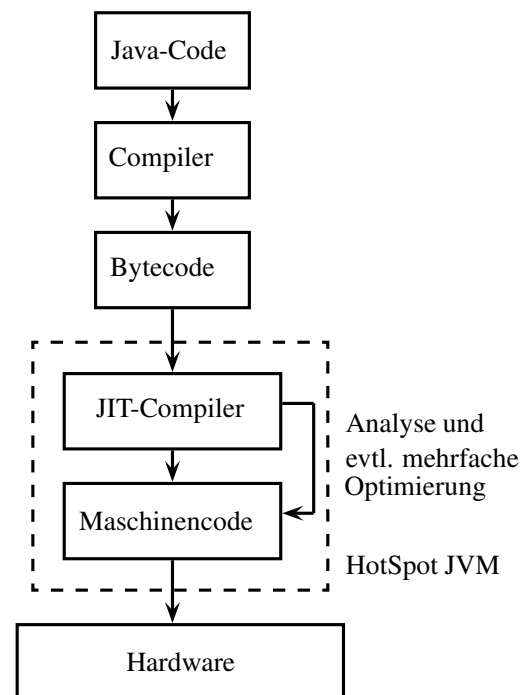 Java-Code
Compiler
Bytecode
JIT-Compiler
Analyse und
evtl. mehrfache
Optimierung
Maschinencode
HotSpot JVM
Hardware